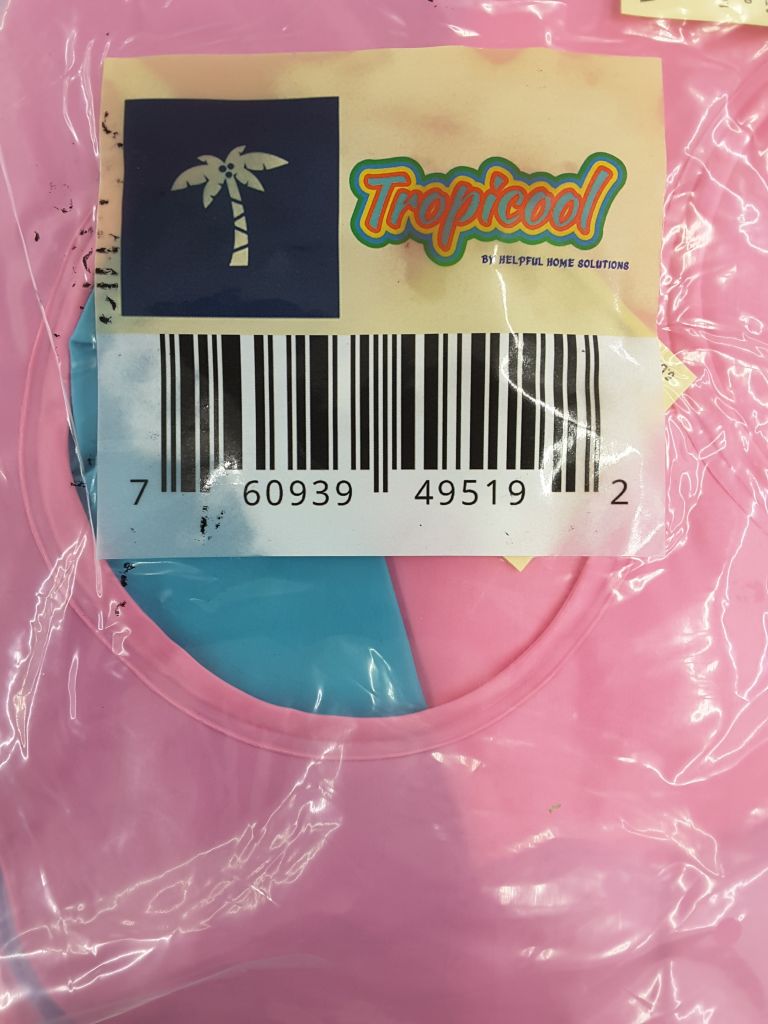 Tropicool
BY HELPFUL HOME SOLUTIONS
7 60939 49519 2